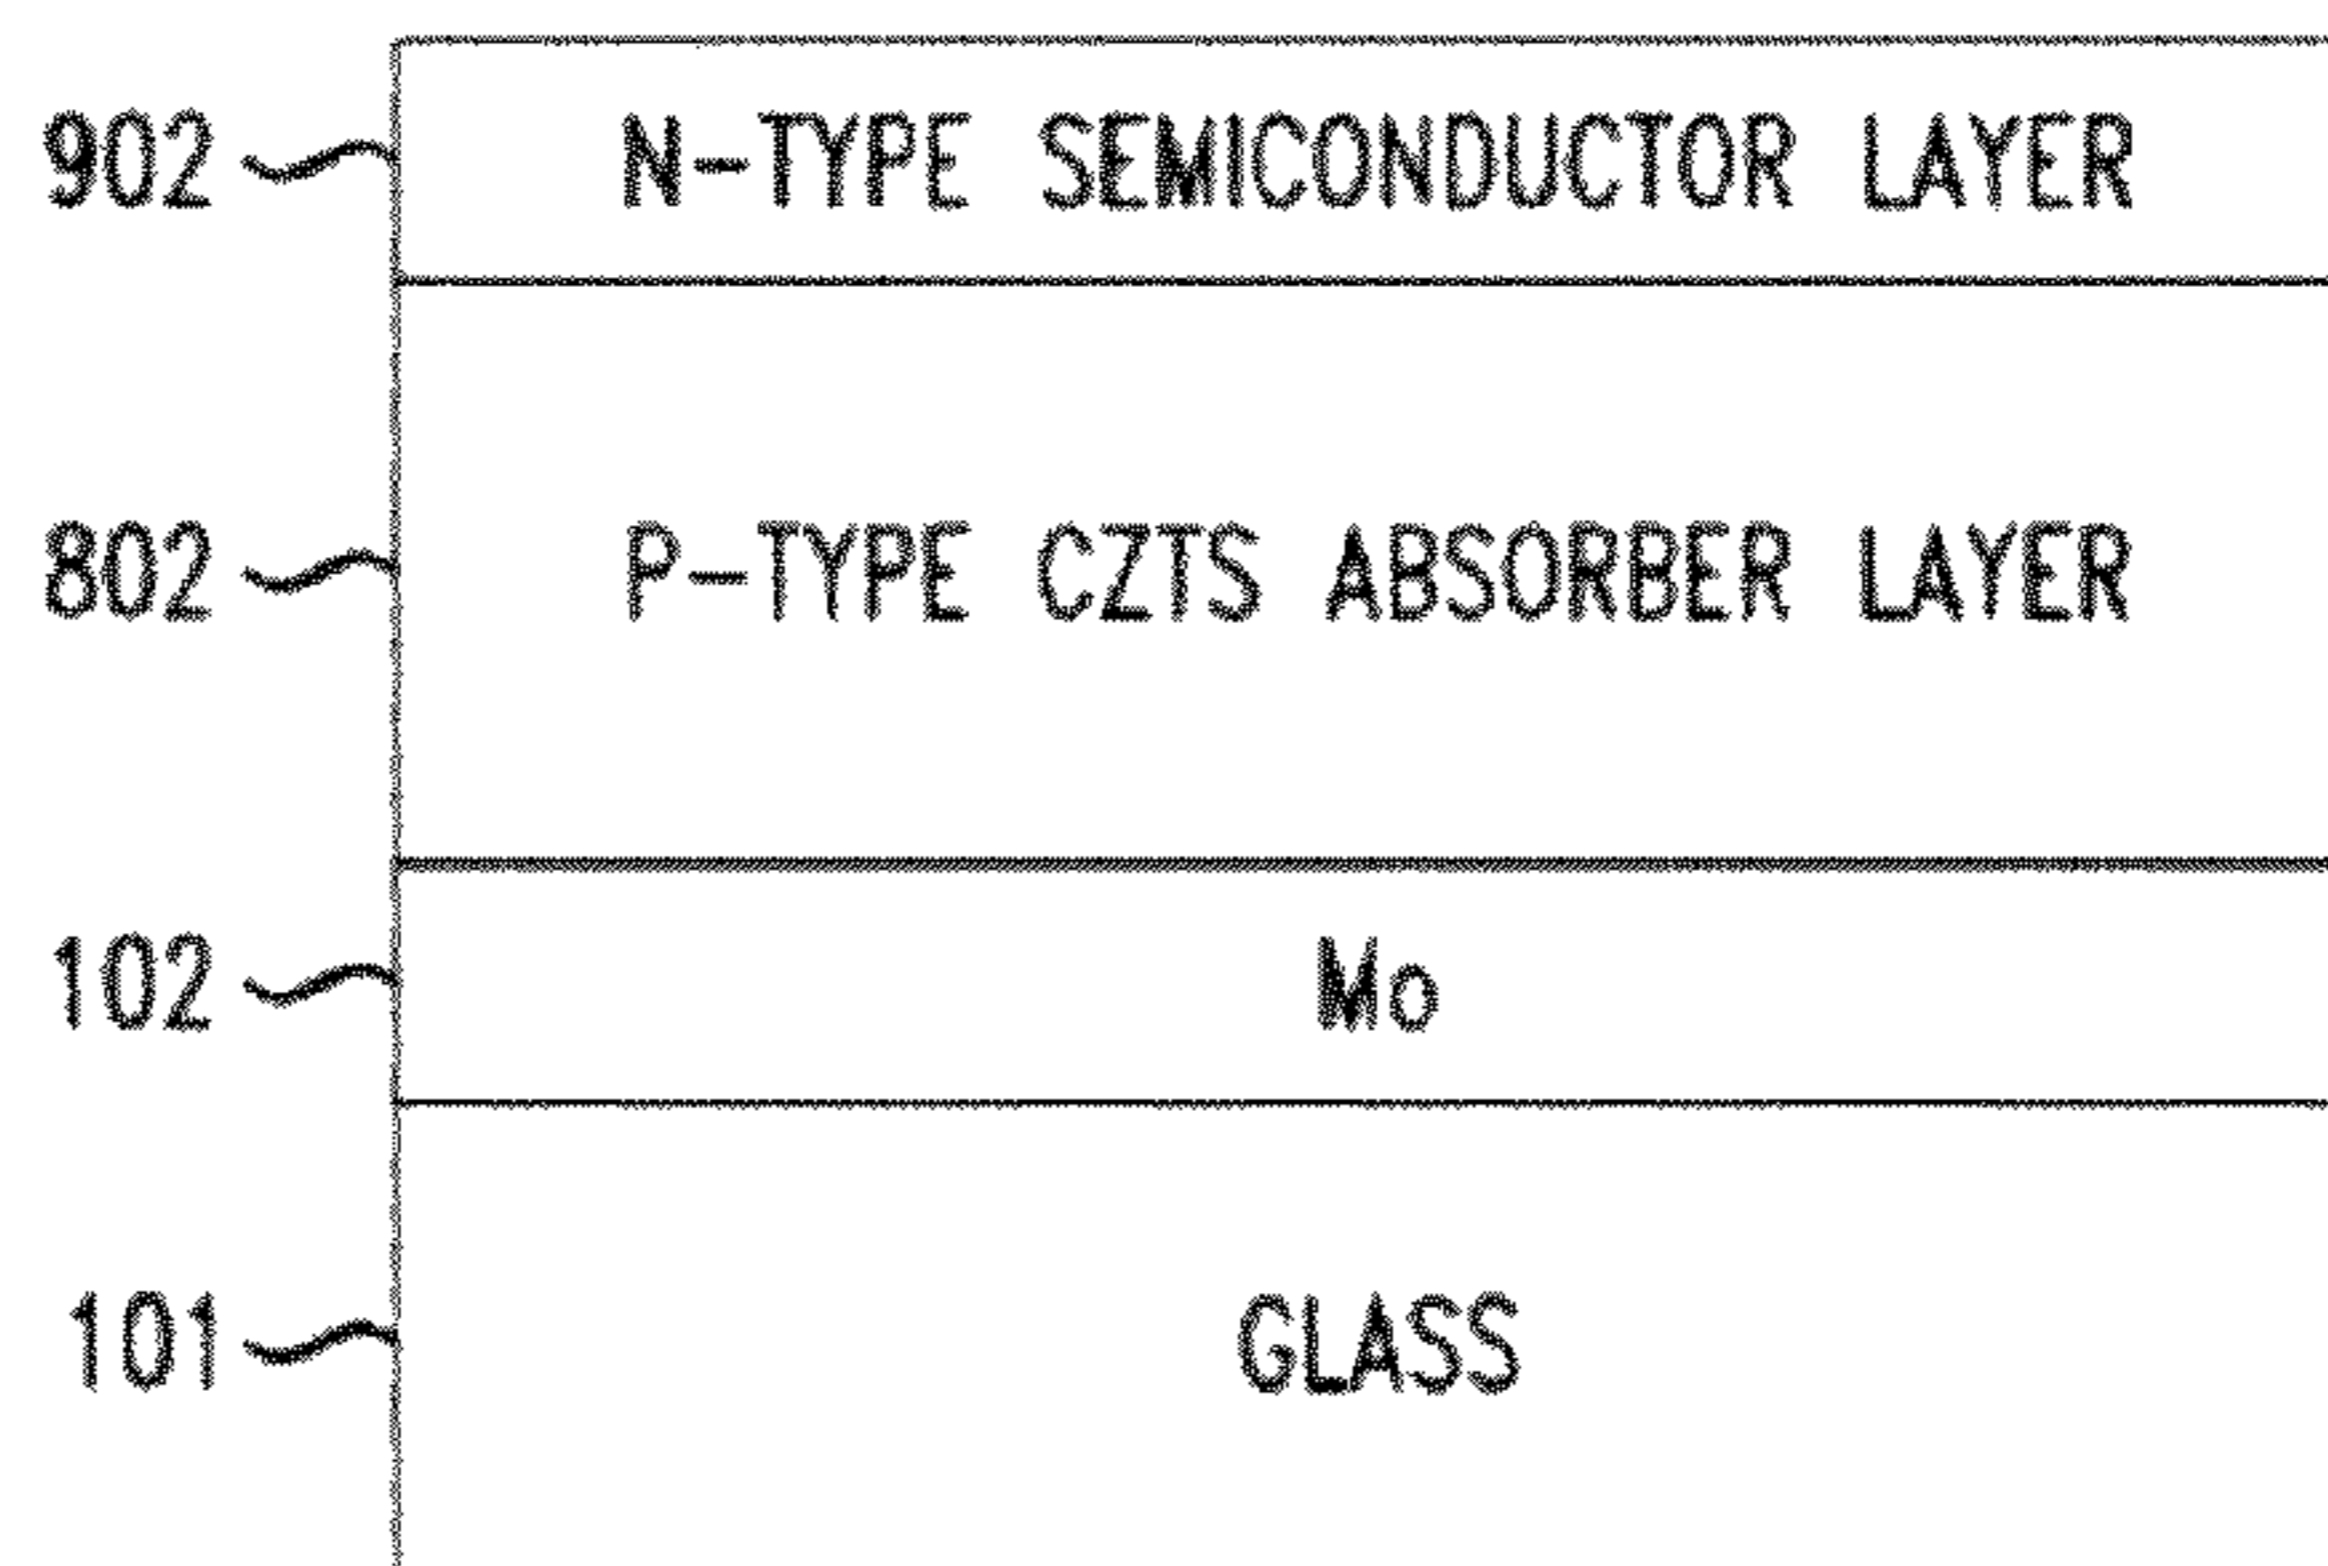 902 N-TYPE SEMICONDUCTOR LAYER
802 P-TYPE CZTS ABSORBER LAYER
102 Mo
101 GLASS